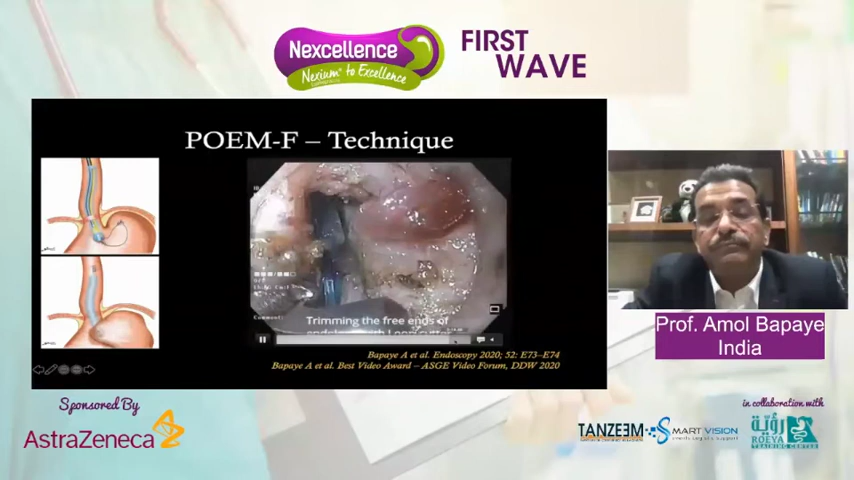 Nexcellence
Nexium to Excellence
FIRST
WAVE
POEM-F – Technique
Trimming the free ends of
Bapaye A et al. Endoscopy 2020; 52: E73–E74
Bapaye A et al. Best Video Award – ASGE Video Forum, DDW 2020
Prof. Amol Bapaye
India
Sponsored By
AstraZeneca
in collaboration with
TANZEEM
SMART VISION
رؤية
ROEYA
TRAINING CENTER